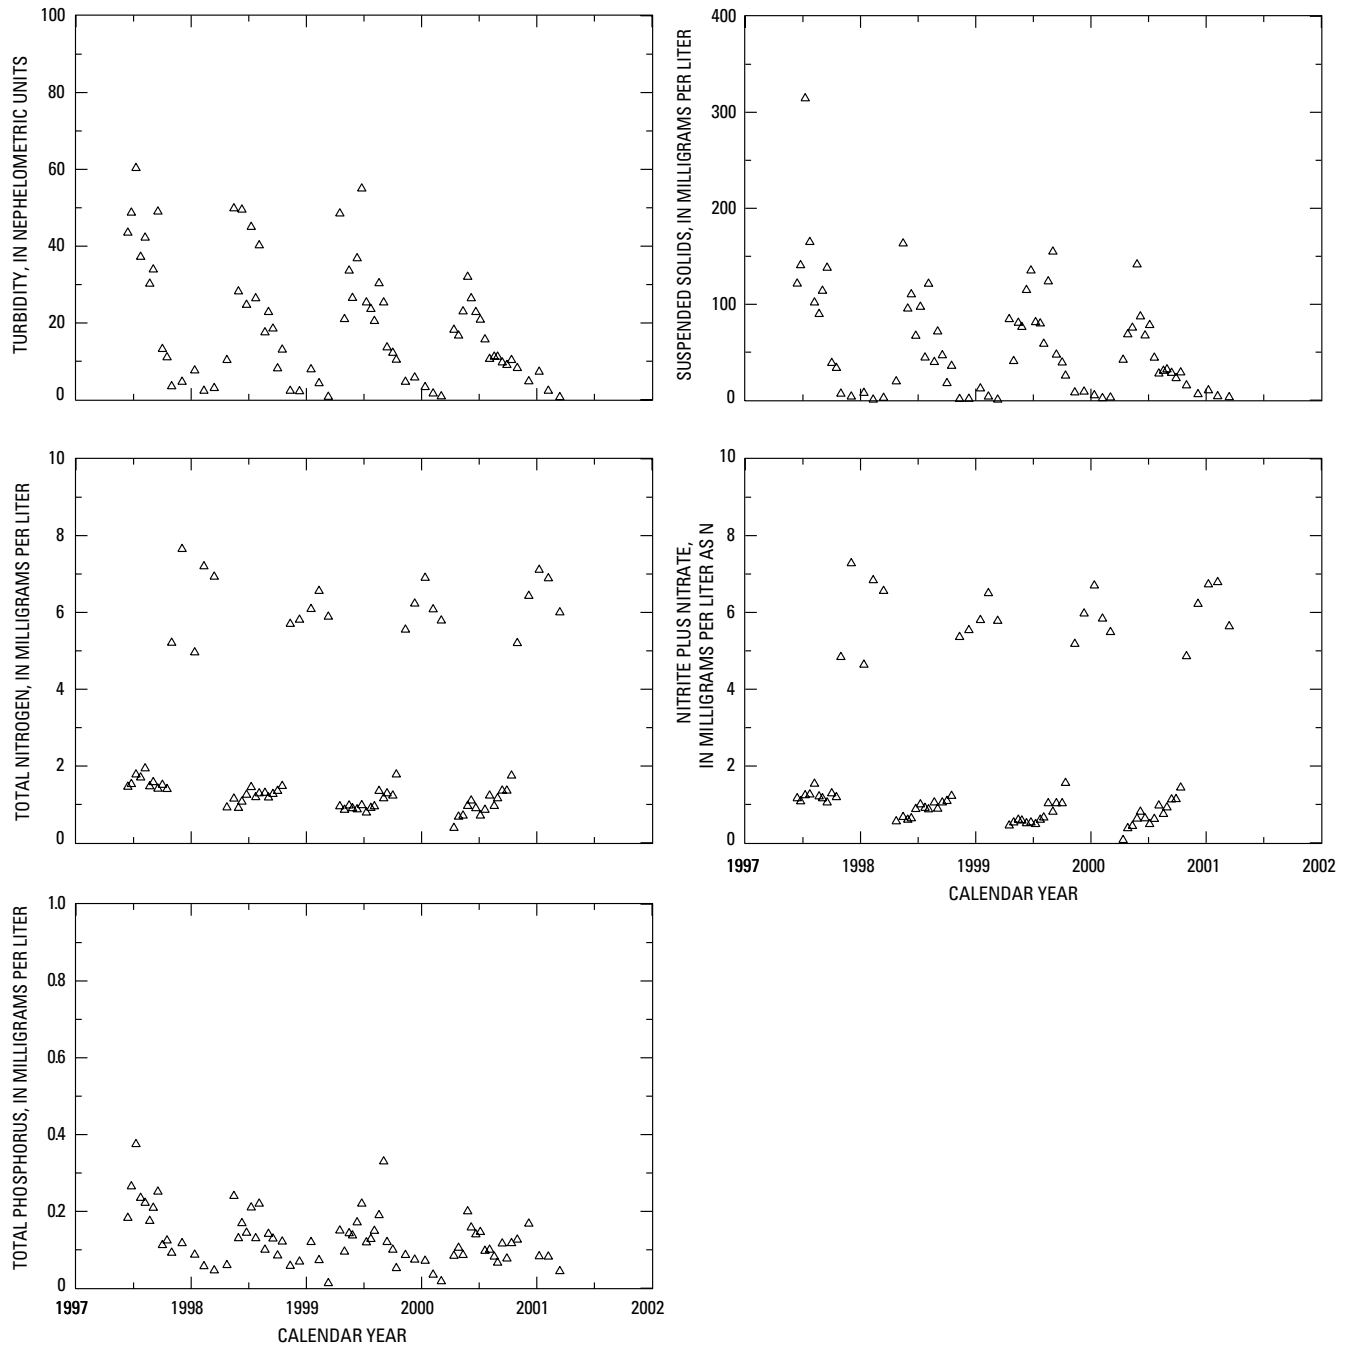 TURBIDITY, IN NEPHELOMETRIC UNITS
100
80
60
40
20
0
SUSPENDED SOLIDS, IN MILLIGRAMS PER LITER
400
300
200
100
0
TOTAL NITROGEN, IN MILLIGRAMS PER LITER
10
8
6
4
2
0
NITRITE PLUS NITRATE,
IN MILLIGRAMS PER LITER AS N
10
8
6
4
2
0
1997 1998 1999 2000 2001 2002
CALENDAR YEAR
TOTAL PHOSPHORUS, IN MILLIGRAMS PER LITER
1.0
0.8
0.6
0.4
0.2
0
1997 1998 1999 2000 2001 2002
CALENDAR YEAR